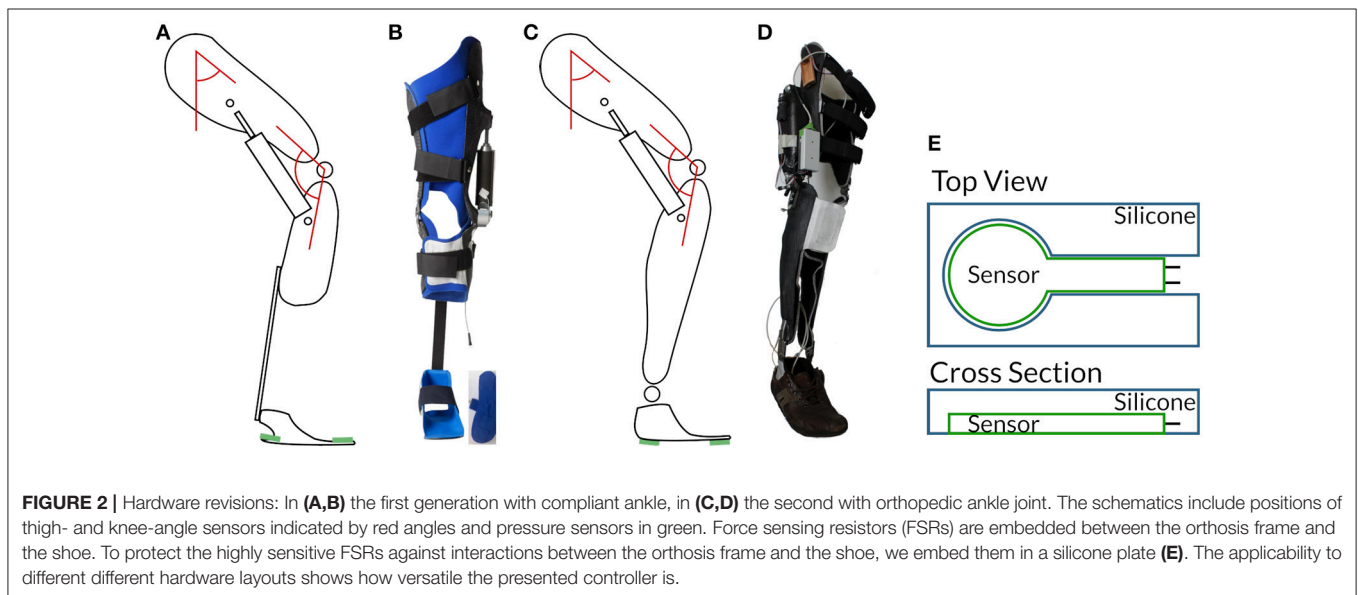 A
B
C
D
E
Top View
Silicone
Sensor
Cross Section
Silicone
Sensor
FIGURE 2 | Hardware revisions: In (A,B) the first generation with compliant ankle, in (C,D) the second with orthopedic ankle joint. The schematics include positions of
thigh- and knee-angle sensors indicated by red angles and pressure sensors in green. Force sensing resistors (FSRs) are embedded between the orthosis frame and
the shoe. To protect the highly sensitive FSRs against interactions between the orthosis frame and the shoe, we embed them in a silicone plate (E). The applicability to
different different hardware layouts shows how versatile the presented controller is.